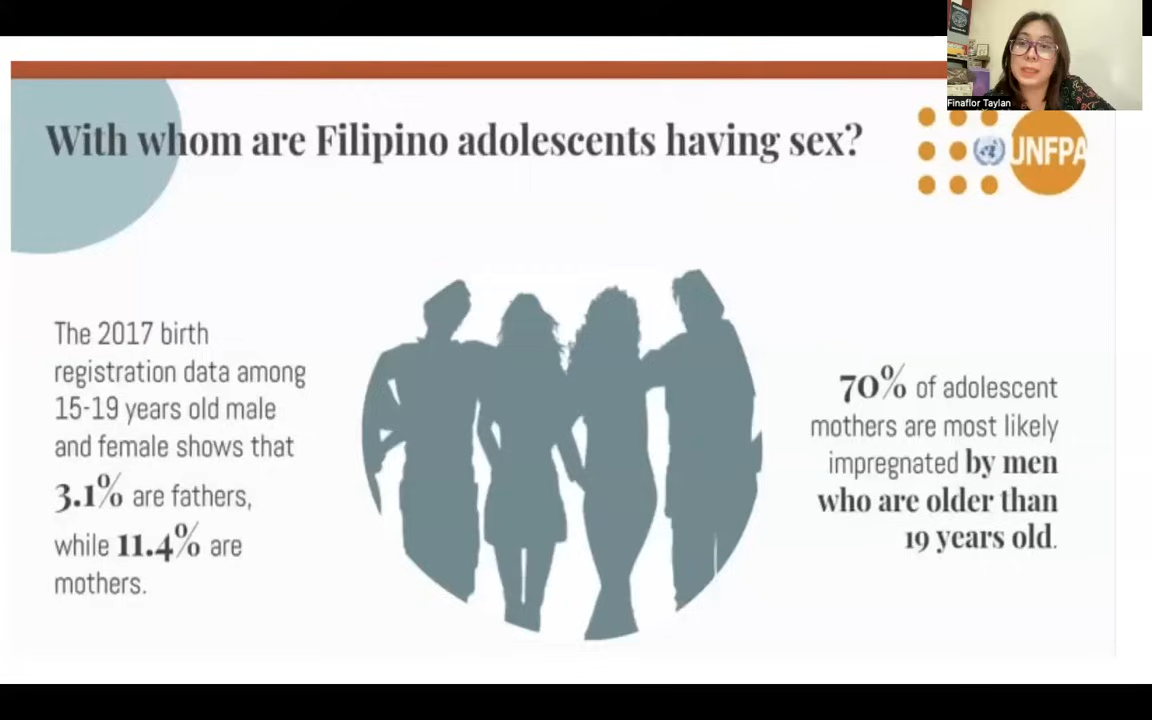 Finaflor Taylan
With whom are Filipino adolescents having sex?
UNFPA
The 2017 birth
registration data among
15-19 years old male
and female shows that
3.1% are fathers,
while 11.4% are
mothers.
70% of adolescent
mothers are most likely
impregnated by men
who are older than
19 years old.